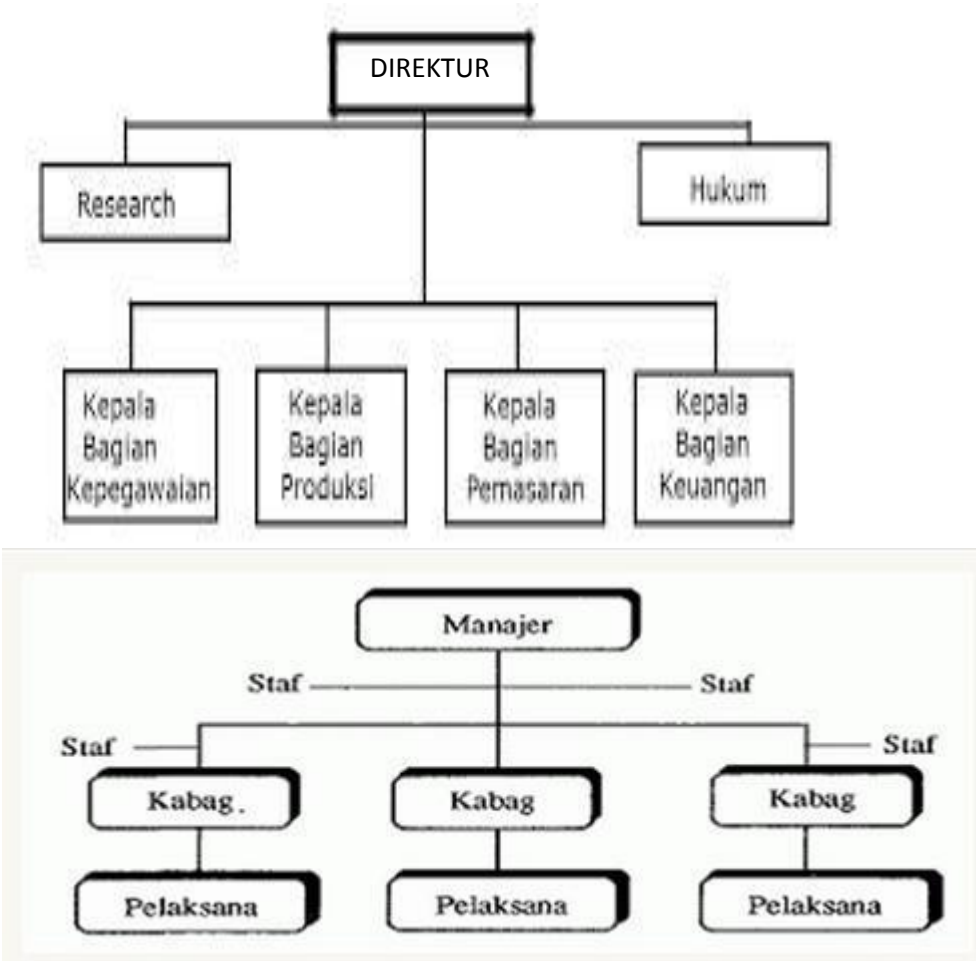 DIREKTUR
Research
Hukum
Kepala
Bagian
Kepegawaian
Kepala
Bagian
Produksi
Kepala
Bagian
Pemasaran
Kepala
Bagian
Keuangan
Manajer
Staf
Staf
Staf
Staf
Kabag.
Kabag
Kabag
Pelaksana
Pelaksana
Pelaksana